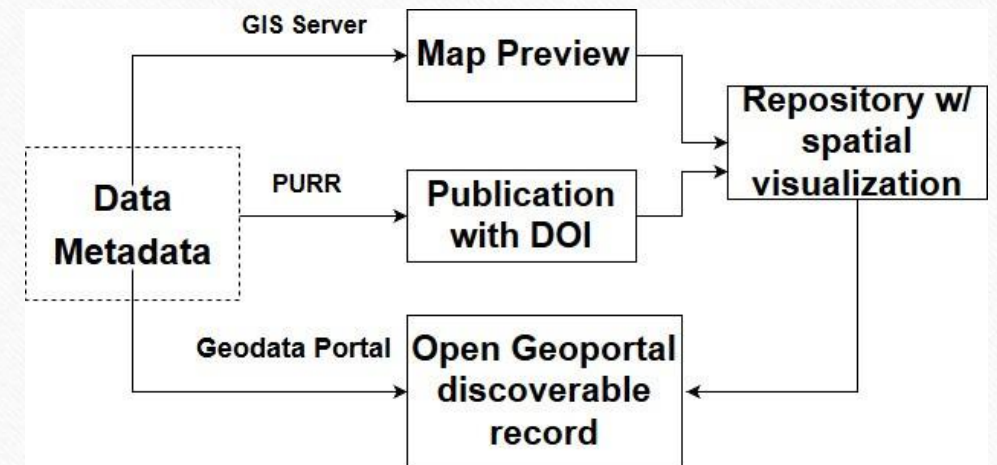 GIS Server
Map Preview
Repository w/
spatial
visualization
Data
Metadata
PURR
Publication
with DOI
Geodata Portal
Open Geoportal
discoverable
record